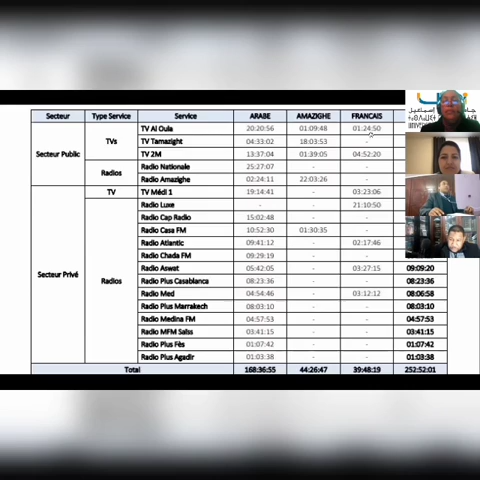 Secteur Type Service Service ARABE AMAZIGHE FRANCAIS
Secteur Public TVs TV Al Oula 20:20:56 01:09:48 01:24:50
TV Tamazight 04:33:02 18:03:53 -
TV 2M 13:37:04 01:39:05 04:52:20
Radios Radio Nationale 25:27:07 - -
Radio Amazighe 02:24:11 22:03:26 -
Secteur Privé TV TV Médi 1 19:14:41 - 03:23:06
Radios Radio Luxe - - 21:10:50
Radio Cap Radio 15:02:48 - -
Radio Casa FM 10:52:30 01:30:35 -
Radio Atlantic 09:41:12 - 02:17:46
Radio Chada FM 09:29:19 - -
Radio Aswat 05:42:05 - 03:27:15 09:09:20
Radio Plus Casablanca 08:23:36 - - 08:23:36
Radio Med 04:54:46 - 03:12:12 08:06:58
Radio Plus Marrakech 08:03:10 - - 08:03:10
Radio Medina FM 04:57:53 - - 04:57:53
Radio MFM Saiss 03:41:15 - - 03:41:15
Radio Plus Fès 01:07:42 - - 01:07:42
Radio Plus Agadir 01:03:38 - - 01:03:38
Total 168:36:55 44:26:47 39:48:19 252:52:01